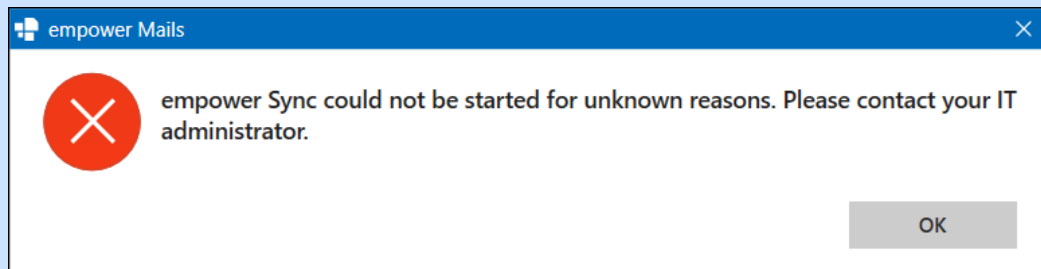 empower Mails
empower Sync could not be started for unknown reasons. Please contact your IT
administrator.
OK